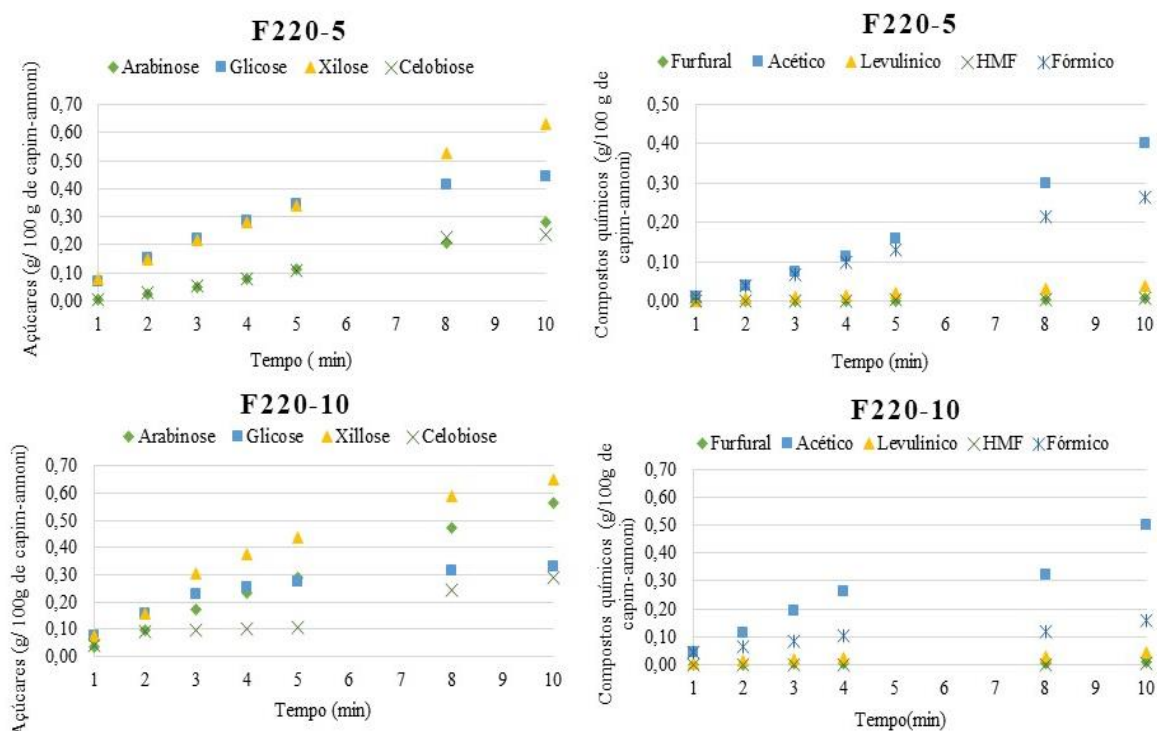 F220-5
Arabinose Glicose Xilose Celobiose
Açúcares (g/ 100 g de capim-annoni)
0,70
0,60
0,50
0,40
0,30
0,20
0,10
0,00
1 2 3 4 5 6 7 8 9 10
Tempo ( min)
F220-5
Furfural Acético Levulínico HMF Fórmico
Compostos químicos (g/100 g de
capim-annoni)
0,50
0,40
0,30
0,20
0,10
0,00
1 2 3 4 5 6 7 8 9 10
Tempo (min)
F220-10
Arabinose Glicose Xillose Celobiose
Açúcares (g/ 100g de capim-annoni)
0,70
0,60
0,50
0,40
0,30
0,20
0,10
0,00
1 2 3 4 5 6 7 8 9 10
Tempo (min)
F220-10
Furfural Acético Levulínico HMF Fórmico
Compostos químicos (g/100g de
capim-annoni)
0,70
0,60
0,50
0,40
0,30
0,20
0,10
0,00
1 2 3 4 5 6 7 8 9 10
Tempo(min)